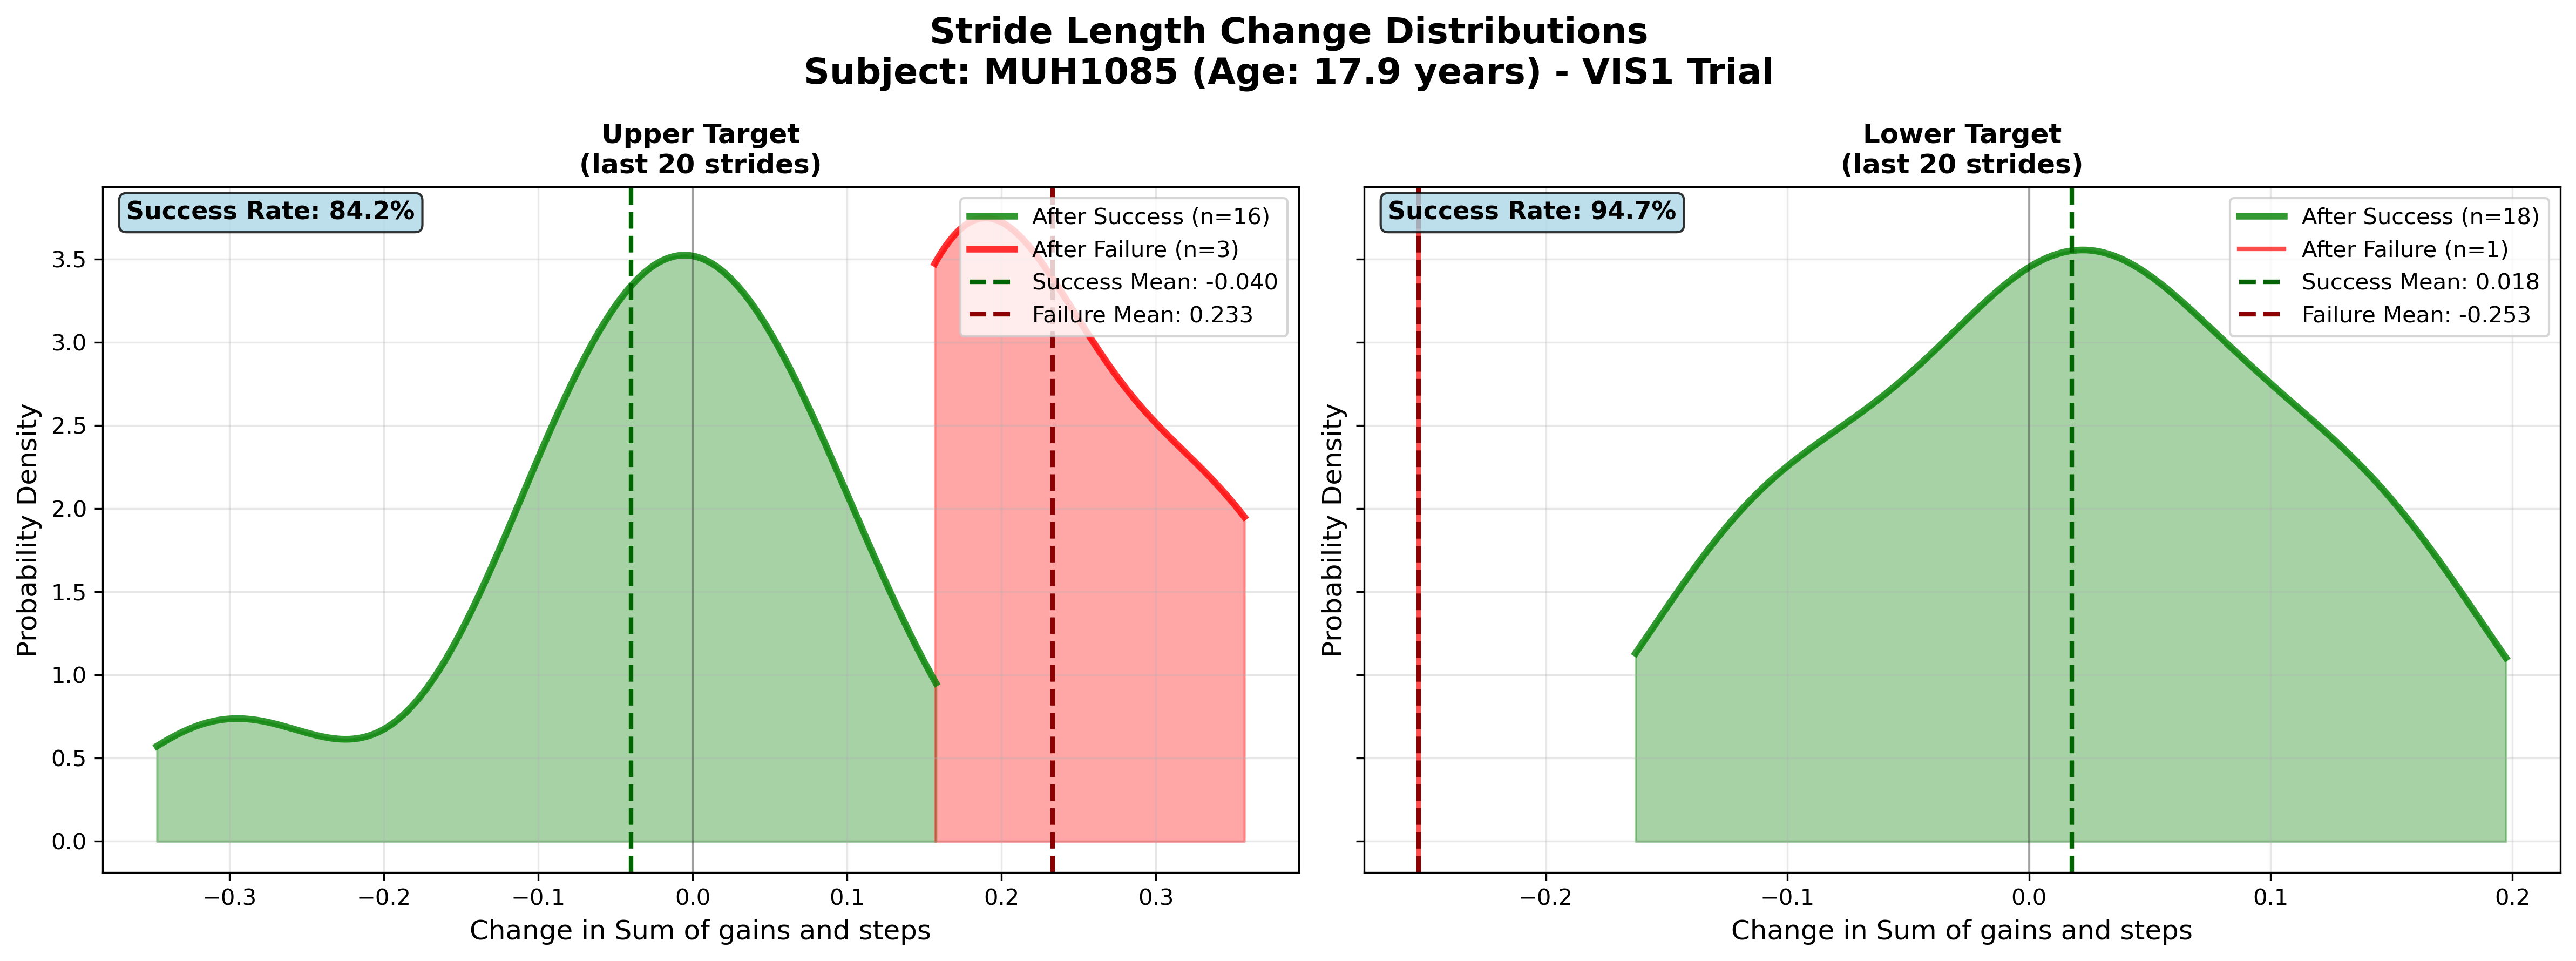 Stride Length Change Distributions
Subject: MUH1085 (Age: 17.9 years) - VIS1 Trial
Upper Target
(last 20 strides)
Success Rate: 84.2%
After Success (n=16)
After Failure (n=3)
Success Mean: -0.040
Failure Mean: 0.233
Probability Density
3.5
3.0
2.5
2.0
1.5
1.0
0.5
0.0
−0.3 −0.2 −0.1 0.0 0.1 0.2 0.3
Change in Sum of gains and steps
Lower Target
(last 20 strides)
Success Rate: 94.7%
After Success (n=18)
After Failure (n=1)
Success Mean: 0.018
Failure Mean: -0.253
Probability Density
−0.2 −0.1 0.0 0.1 0.2
Change in Sum of gains and steps